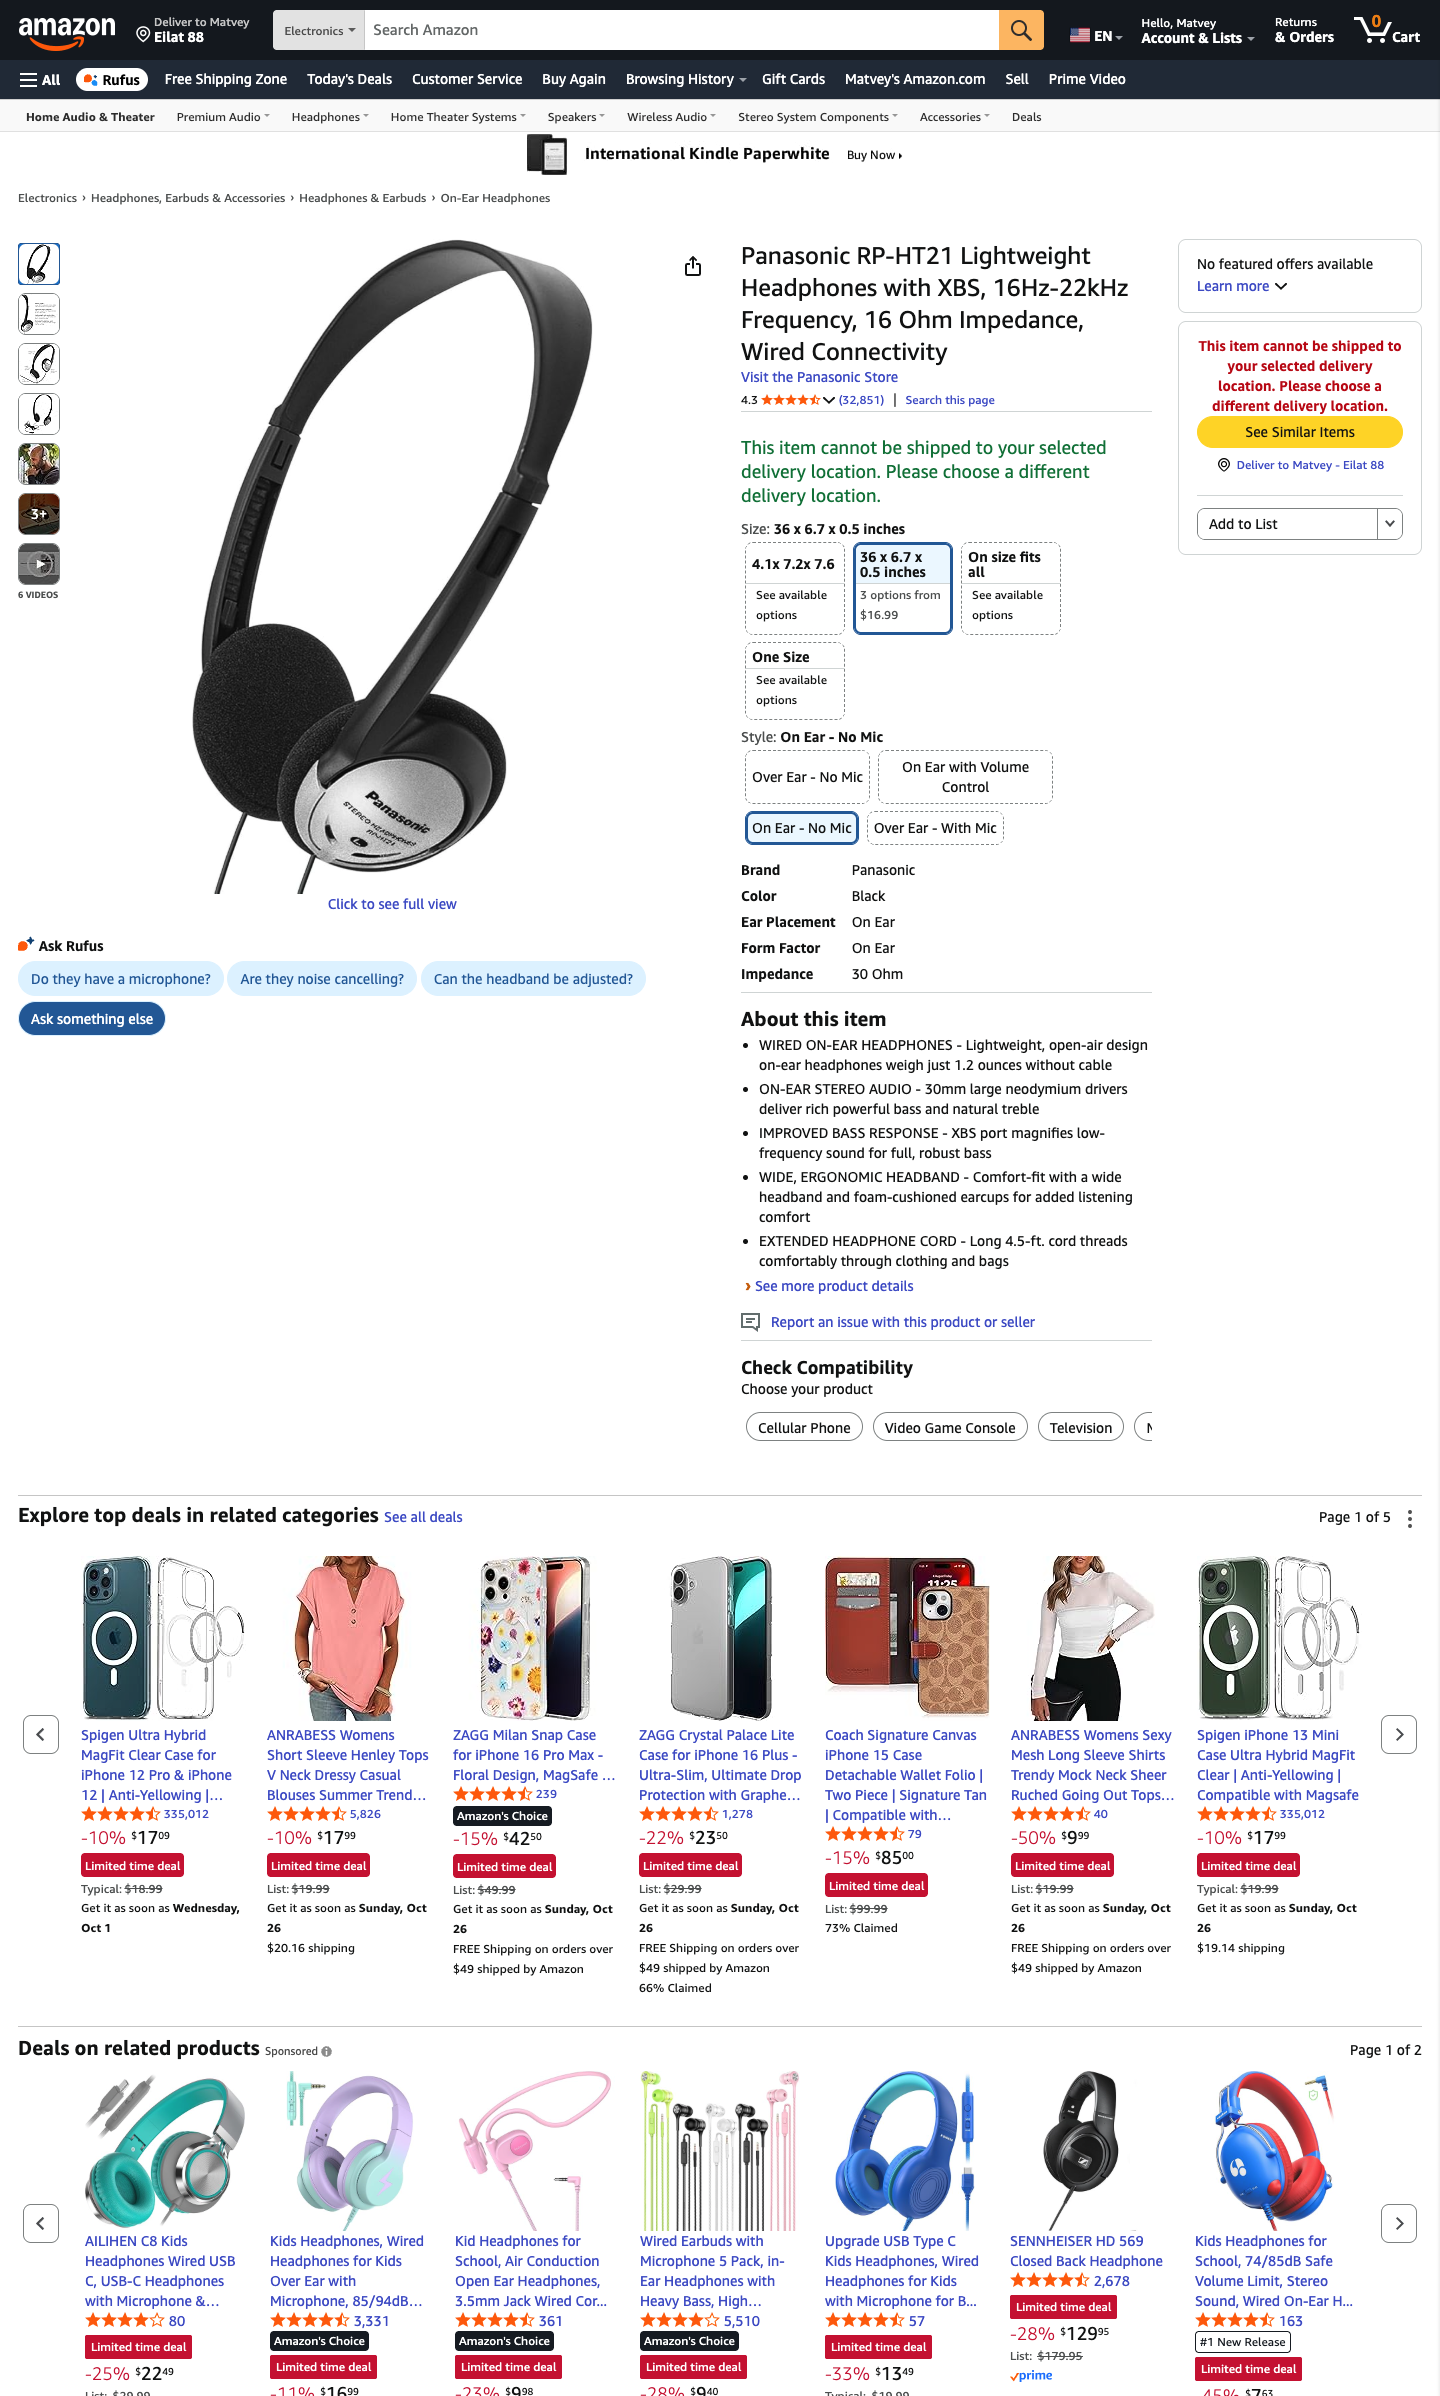 amazon
Deliver to Matvey
Eilat 88
Electronics
Search Amazon
EN
Hello, Matvey
Account & Lists
Returns
& Orders
0
Cart
All
Rufus
Free Shipping Zone
Today's Deals
Customer Service
Buy Again
Browsing History
Gift Cards
Matvey's Amazon.com
Sell
Prime Video
Home Audio & Theater
Premium Audio
Headphones
Home Theater Systems
Speakers
Wireless Audio
Stereo System Components
Accessories
Deals
International Kindle Paperwhite
Buy Now
Electronics › Headphones, Earbuds & Accessories › Headphones & Earbuds › On-Ear Headphones
3+
6 VIDEOS
Panasonic
STEREO HEADPHONES
RP-HT21
L
Click to see full view
Ask Rufus
Do they have a microphone?
Are they noise cancelling?
Can the headband be adjusted?
Ask something else
Panasonic RP-HT21 Lightweight
Headphones with XBS, 16Hz-22kHz
Frequency, 16 Ohm Impedance,
Wired Connectivity
Visit the Panasonic Store
4.3
(32,851)
| Search this page
This item cannot be shipped to your selected
delivery location. Please choose a different
delivery location.
Size: 36 x 6.7 x 0.5 inches
4.1x 7.2x 7.6
See available
options
36 x 6.7 x
0.5 inches
3 options from
$16.99
On size fits
all
See available
options
One Size
See available
options
Style: On Ear - No Mic
Over Ear - No Mic
On Ear with Volume
Control
On Ear - No Mic
Over Ear - With Mic
Brand Panasonic
Color Black
Ear Placement On Ear
Form Factor On Ear
Impedance 30 Ohm
About this item
• WIRED ON-EAR HEADPHONES - Lightweight, open-air design
on-ear headphones weigh just 1.2 ounces without cable
• ON-EAR STEREO AUDIO - 30mm large neodymium drivers
deliver rich powerful bass and natural treble
• IMPROVED BASS RESPONSE - XBS port magnifies low-
frequency sound for full, robust bass
• WIDE, ERGONOMIC HEADBAND - Comfort-fit with a wide
headband and foam-cushioned earcups for added listening
comfort
• EXTENDED HEADPHONE CORD - Long 4.5-ft. cord threads
comfortably through clothing and bags
› See more product details
Report an issue with this product or seller
Check Compatibility
Choose your product
Cellular Phone
Video Game Console
Television
No featured offers available
Learn more
This item cannot be shipped to
your selected delivery
location. Please choose a
different delivery location.
See Similar Items
Deliver to Matvey - Eilat 88
Add to List
Explore top deals in related categories See all deals
Page 1 of 5
Spigen Ultra Hybrid
MagFit Clear Case for
iPhone 12 Pro & iPhone
12 | Anti-Yellowing |...
335,012
-10% $1709
Limited time deal
Typical: $18.99
Get it as soon as Wednesday,
Oct 1
ANRABESS Womens
Short Sleeve Henley Tops
V Neck Dressy Casual
Blouses Summer Trend...
5,826
-10% $1799
Limited time deal
List: $19.99
Get it as soon as Sunday, Oct
26
$20.16 shipping
ZAGG Milan Snap Case
for iPhone 16 Pro Max -
Floral Design, MagSafe ...
239
Amazon's Choice
-15% $4250
Limited time deal
List: $49.99
Get it as soon as Sunday, Oct
26
FREE Shipping on orders over
$49 shipped by Amazon
ZAGG Crystal Palace Lite
Case for iPhone 16 Plus -
Ultra-Slim, Ultimate Drop
Protection with Graphe...
1,278
-22% $2350
Limited time deal
List: $29.99
Get it as soon as Sunday, Oct
26
FREE Shipping on orders over
$49 shipped by Amazon
66% Claimed
11:25
Coach Signature Canvas
iPhone 15 Case
Detachable Wallet Folio |
Two Piece | Signature Tan
| Compatible with...
79
-15% $8500
Limited time deal
List: $99.99
73% Claimed
ANRABESS Womens Sexy
Mesh Long Sleeve Shirts
Trendy Mock Neck Sheer
Ruched Going Out Tops...
40
-50% $999
Limited time deal
List: $19.99
Get it as soon as Sunday, Oct
26
FREE Shipping on orders over
$49 shipped by Amazon
Spigen iPhone 13 Mini
Case Ultra Hybrid MagFit
Clear | Anti-Yellowing |
Compatible with Magsafe
335,012
-10% $1799
Limited time deal
Typical: $19.99
Get it as soon as Sunday, Oct
26
$19.14 shipping
Deals on related products Sponsored
Page 1 of 2
AILIHEN C8 Kids
Headphones Wired USB
C, USB-C Headphones
with Microphone &...
80
Limited time deal
-25% $2249
List: $29.99
Kids Headphones, Wired
Headphones for Kids
Over Ear with
Microphone, 85/94dB...
3,331
Amazon's Choice
Limited time deal
-11% $1699
Kid Headphones for
School, Air Conduction
Open Ear Headphones,
3.5mm Jack Wired Cor...
361
Amazon's Choice
Limited time deal
-23% $998
Wired Earbuds with
Microphone 5 Pack, in-
Ear Headphones with
Heavy Bass, High...
5,510
Amazon's Choice
Limited time deal
-28% $940
Upgrade USB Type C
Kids Headphones, Wired
Headphones for Kids
with Microphone for B...
57
Limited time deal
-33% $1349
Typical: $19.99
SENNHEISER HD 569
Closed Back Headphone
2,678
Limited time deal
-28% $12995
List: $179.95
prime
Kids Headphones for
School, 74/85dB Safe
Volume Limit, Stereo
Sound, Wired On-Ear H...
163
#1 New Release
Limited time deal
-45% $763